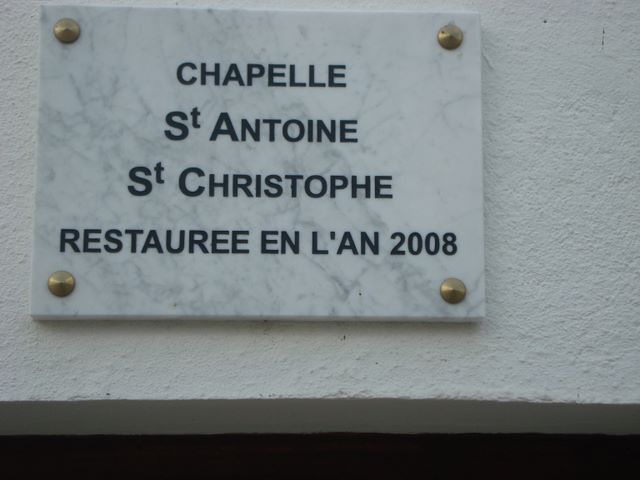 CHAPELLE
St ANTOINE
St CHRISTOPHE
RESTAUREE EN L'AN 2008